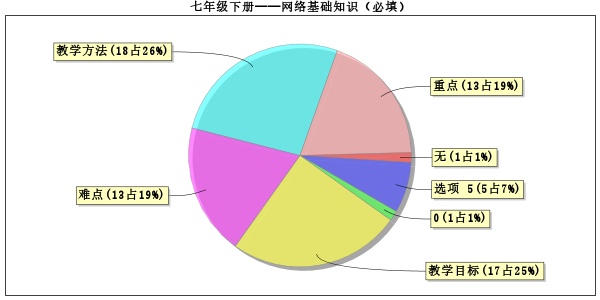 七年级下册——网络基础知识（必填）
教学方法(18占26%)
重点(13占19%)
无(1占1%)
选项 5(5占7%)
难点(13占19%)
0(1占1%)
教学目标(17占25%)